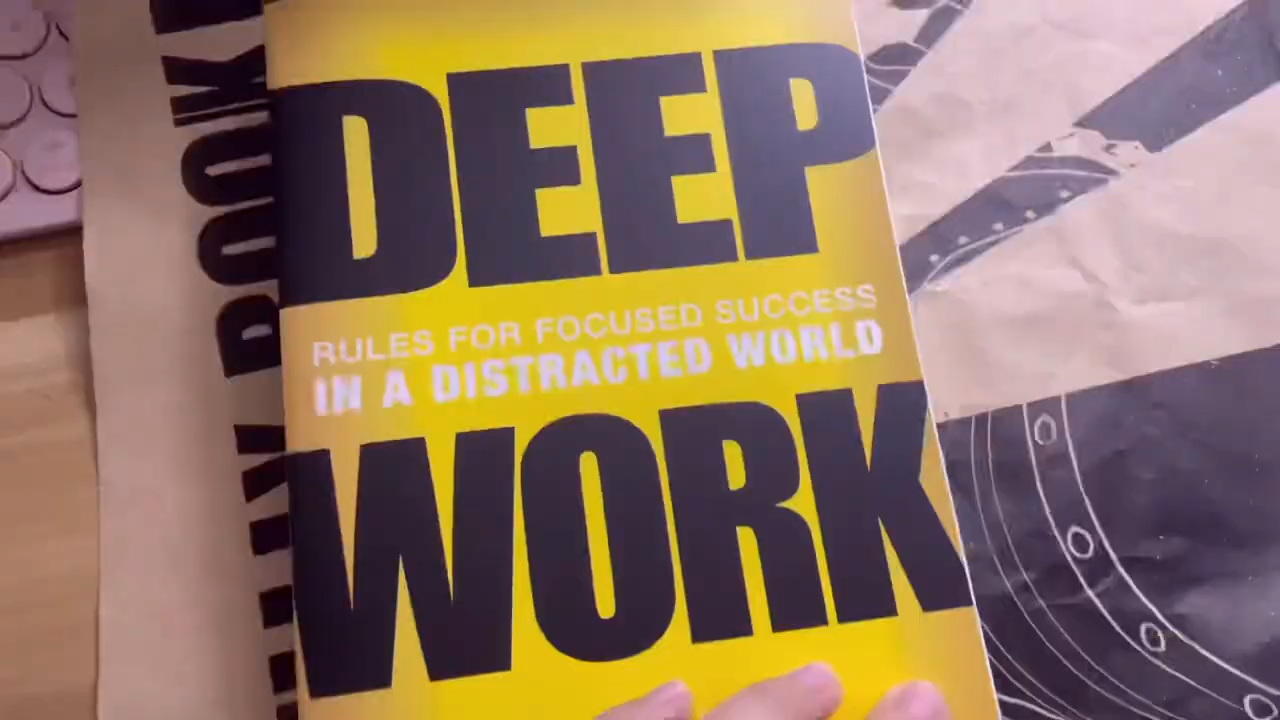 DEEP
RULES FOR FOCUSED SUCCESS
IN A DISTRACTED WORLD
WORK